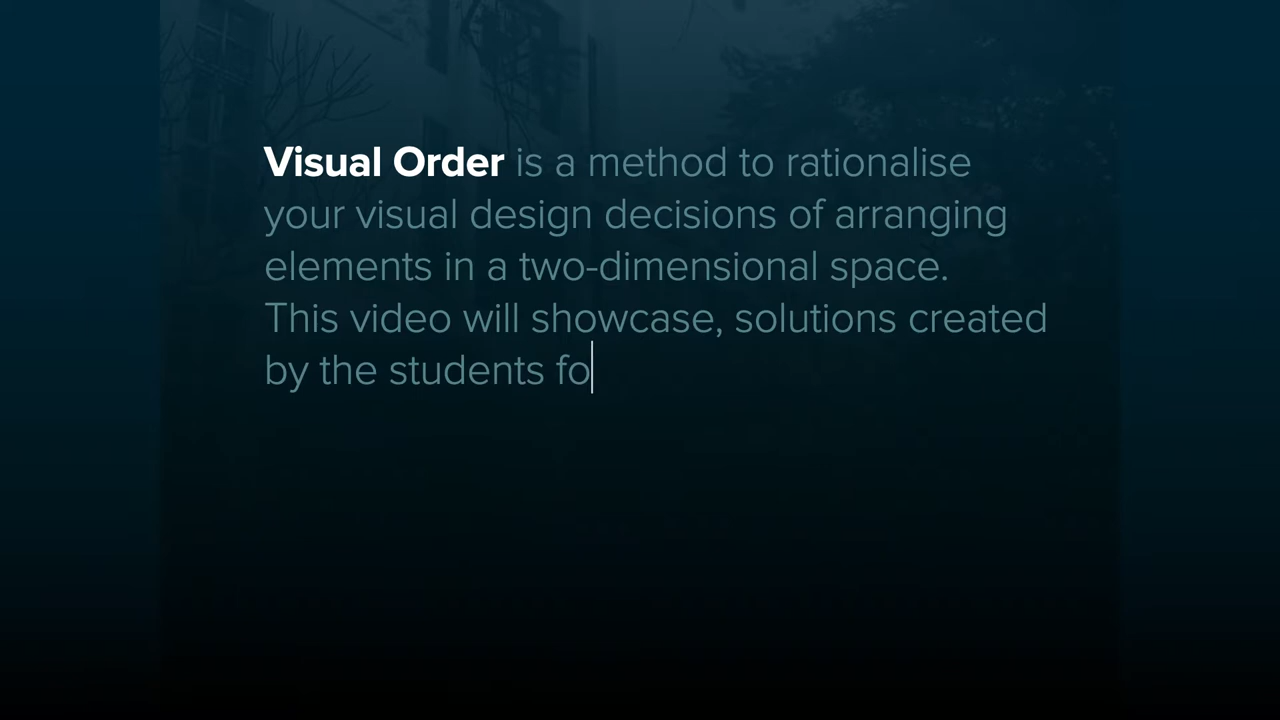 Visual Order is a method to rationalise
your visual design decisions of arranging
elements in a two-dimensional space.
This video will showcase, solutions created
by the students fo